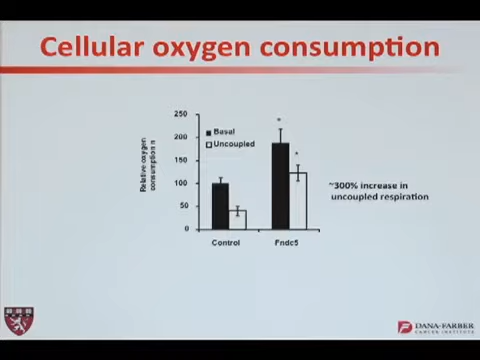 Cellular oxygen consumption
250
200
150
100
50
0
Relative oxygen
consumption n
Basal
Uncoupled
*
*
Control
Fndc5
~300% increase in
uncoupled respiration
DANA-FARBER
CANCER INSTITUTE